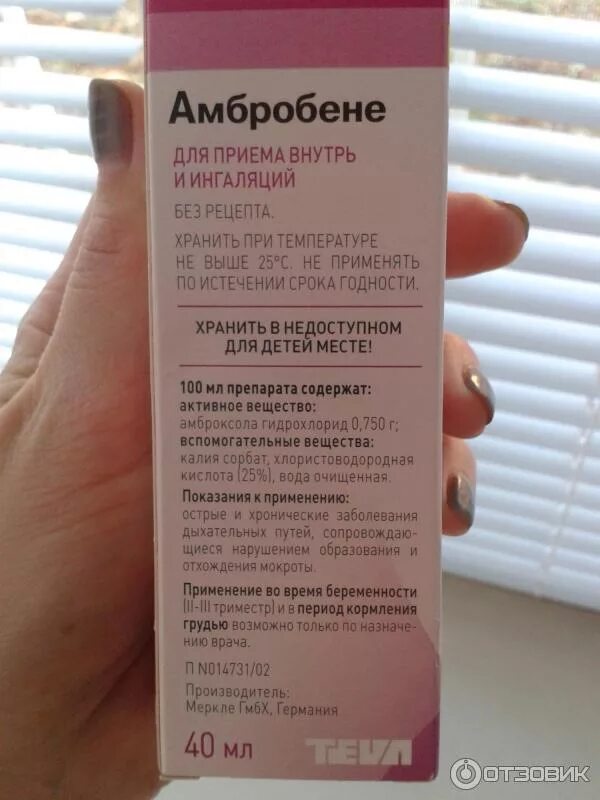 Амбробене
ДЛЯ ПРИЕМА ВНУТРЬ
И ИНГАЛЯЦИЙ
БЕЗ РЕЦЕПТА.
ХРАНИТЬ ПРИ ТЕМПЕРАТУРЕ
НЕ ВЫШЕ 25°С. НЕ ПРИМЕНЯТЬ
ПО ИСТЕЧЕНИИ СРОКА ГОДНОСТИ.
ХРАНИТЬ В НЕДОСТУПНОМ
ДЛЯ ДЕТЕЙ МЕСТЕ!
100 мл препарата содержат:
активное вещество:
амброксола гидрохлорид 0,750 г;
вспомогательные вещества:
калия сорбат, хлористоводородная
кислота (25%), вода очищенная.
Показания к применению:
острые и хронические заболевания
дыхательных путей, сопровождаю-
щиеся нарушением образования и
отхождения мокроты.
Применение во время беременности
(II-III триместр) и в период кормления
грудью возможно только по назначе-
нию врача.
П N014731/02
Производитель:
Меркле ГмбХ, Германия
40 мл
TEVA
ОТЗОВИК